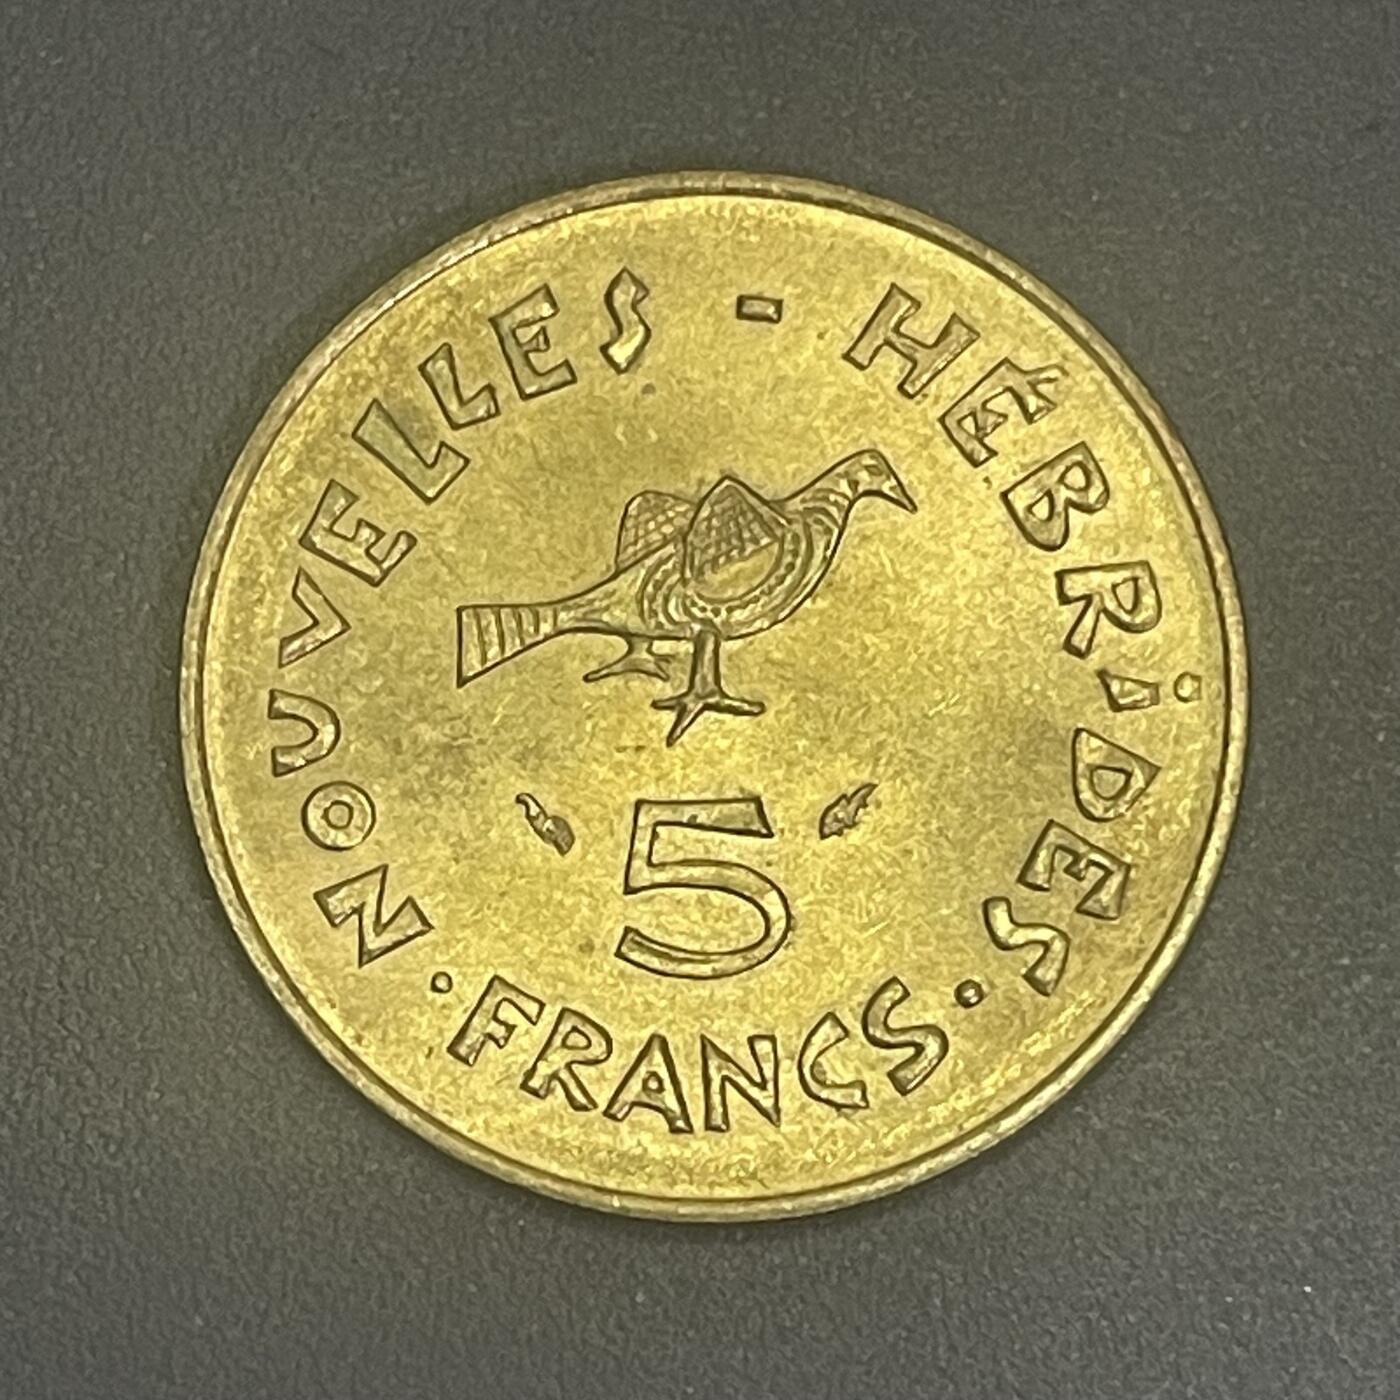 NOUVELLES - HÉBRiDES
5
· FRANCS ·